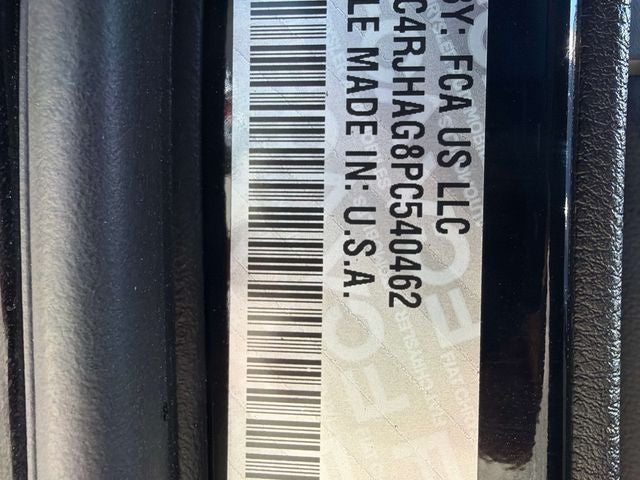 BY: FCA US LLC
C4RJHAG8PC540462
LE MADE IN: U.S.A.